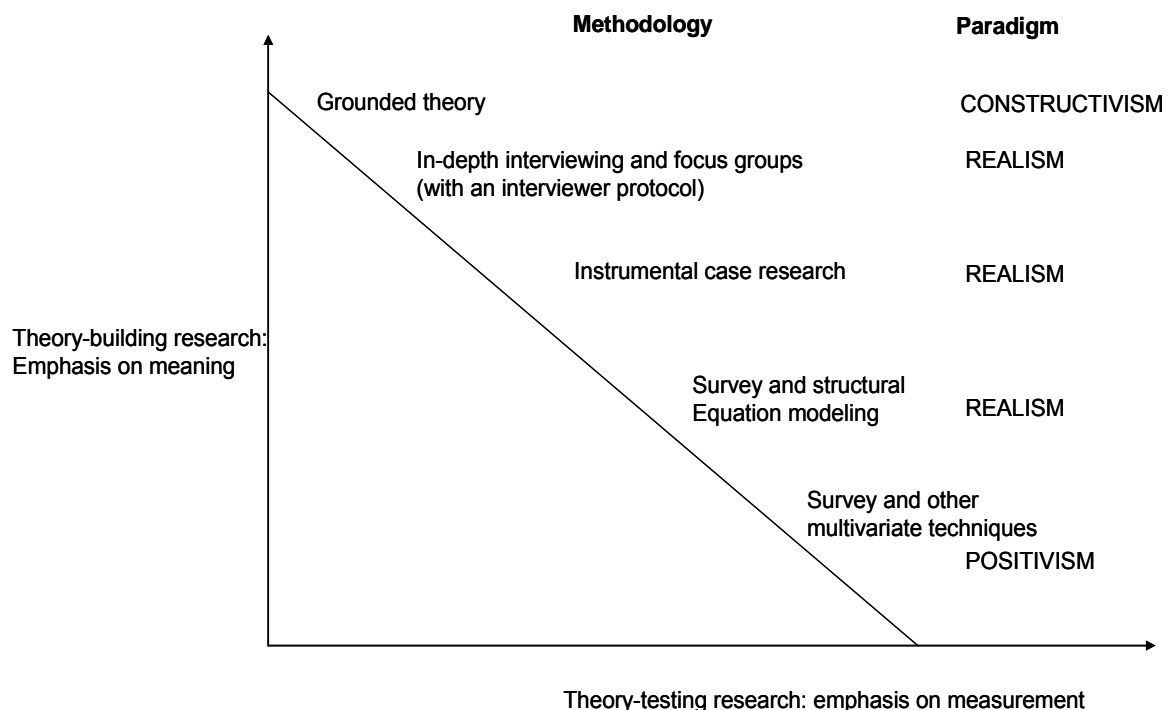 Methodology Paradigm
Grounded theory CONSTRUCTIVISM
In-depth interviewing and focus groups REALISM
(with an interviewer protocol)
Instrumental case research REALISM
Theory-building research:
Emphasis on meaning
Survey and structural
Equation modeling REALISM
Survey and other
multivariate techniques
POSITIVISM
Theory-testing research: emphasis on measurement